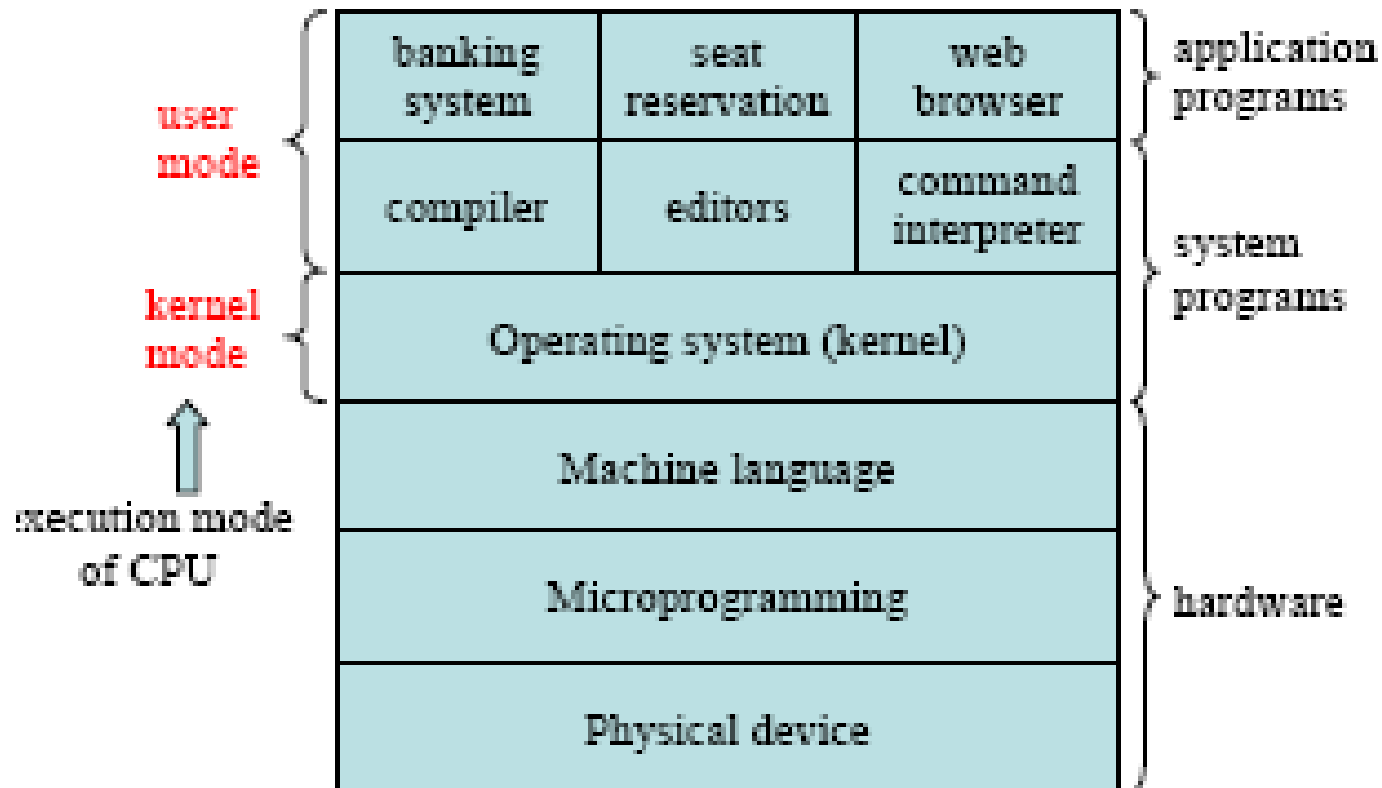 banking
system
seat
reservation
web
browser
application
programs
user
mode
compiler
editors
command
interpreter
system
programs
kernel
mode
Operating system (kernel)
Machine language
execution mode
of CPU
Microprogramming
hardware
Physical device